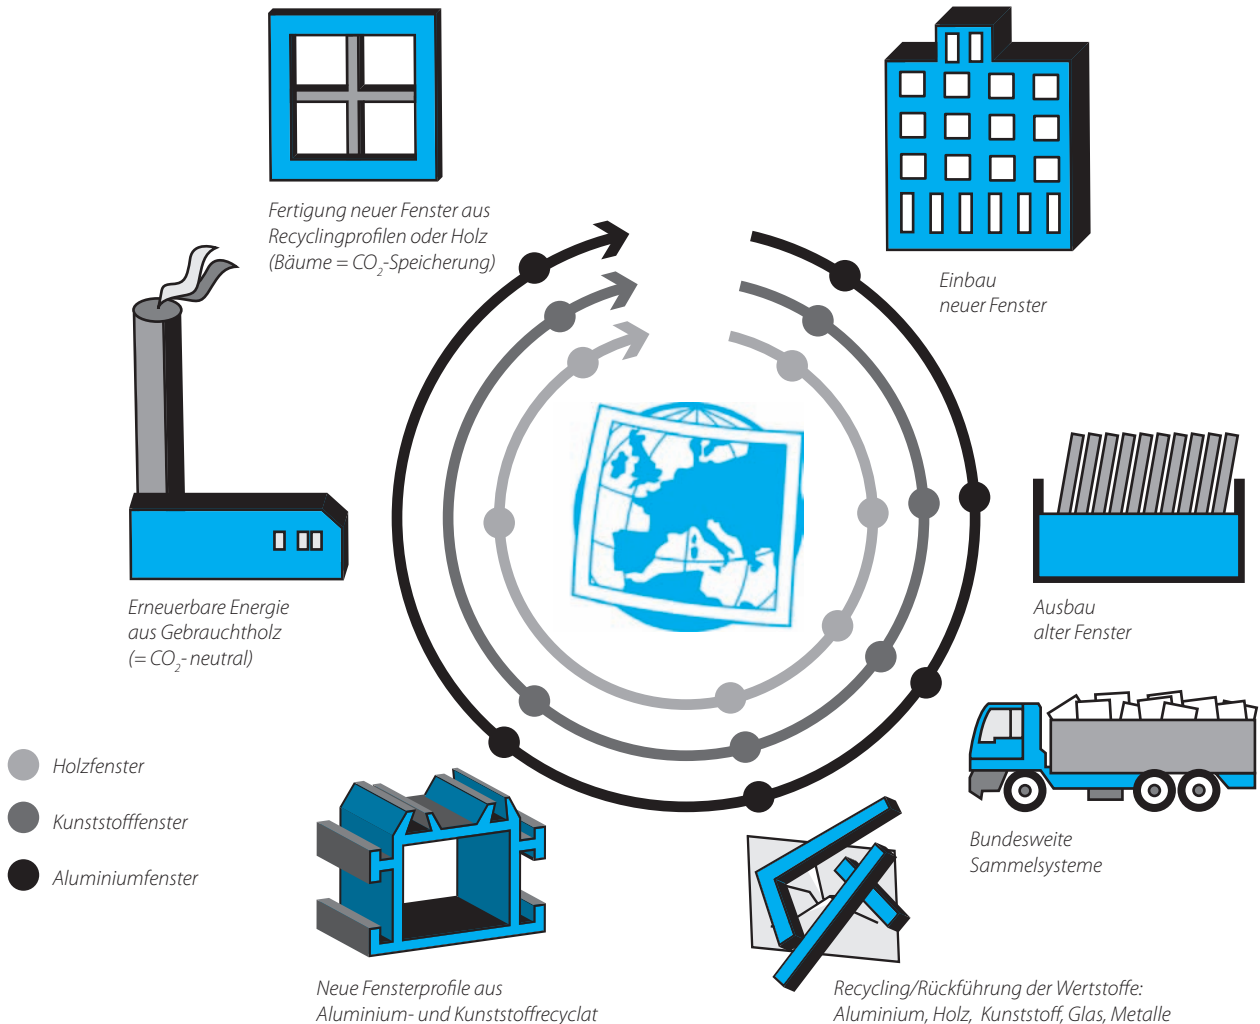 Fertigung neuer Fenster aus
Recyclingprofilen oder Holz
(Bäume = CO₂-Speicherung)
Einbau
neuer Fenster
Ausbau
alter Fenster
Erneuerbare Energie
aus Gebrauchtholz
(= CO₂- neutral)
Holzfenster
Kunststofffenster
Aluminiumfenster
Bundesweite
Sammelsysteme
Neue Fensterprofile aus
Aluminium- und Kunststoffrecyclat
Recycling/Rückführung der Wertstoffe:
Aluminium, Holz, Kunststoff, Glas, Metalle